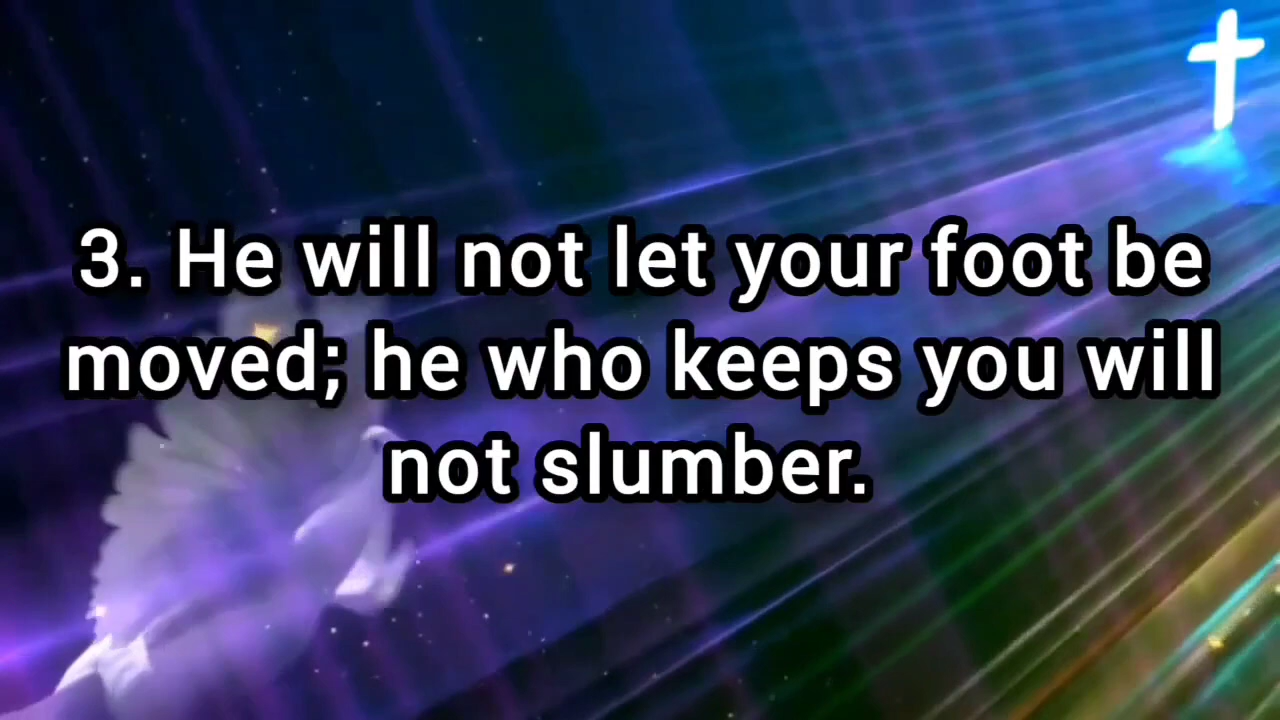 3. He will not let your foot be
moved; he who keeps you will
not slumber.